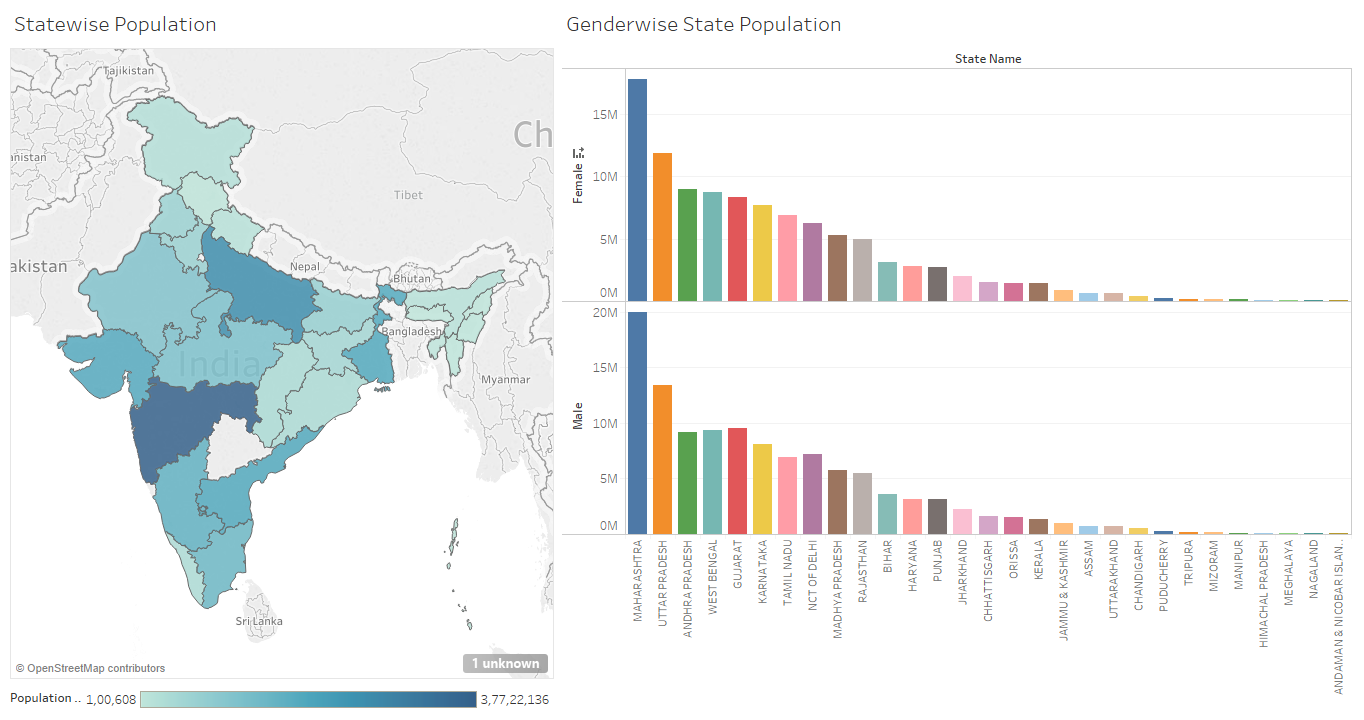 Statewise Population
Genderwise State Population
Tajikistan
anistan
Ch
Tibet
akistan
Nepal
Bhutan
Bangladesh
India
Myanmar
Sri Lanka
© OpenStreetMap contributors
1 unknown
Population .. 1,00,608
3,77,22,136
State Name
Female
15M
10M
5M
0M
Male
20M
15M
10M
5M
0M
MAHARASHTRA
UTTAR PRADESH
ANDHRA PRADESH
WEST BENGAL
GUJARAT
KARNATAKA
TAMIL NADU
NCT OF DELHI
MADHYA PRADESH
RAJASTHAN
BIHAR
HARYANA
PUNJAB
JHARKHAND
CHHATTISGARH
ORISSA
KERALA
JAMMU & KASHMIR
ASSAM
UTTARAKHAND
CHANDIGARH
PUDUCHERRY
TRIPURA
MIZORAM
MANIPUR
HIMACHAL PRADESH
MEGHALAYA
NAGALAND
ANDAMAN & NICOBAR ISLAN..